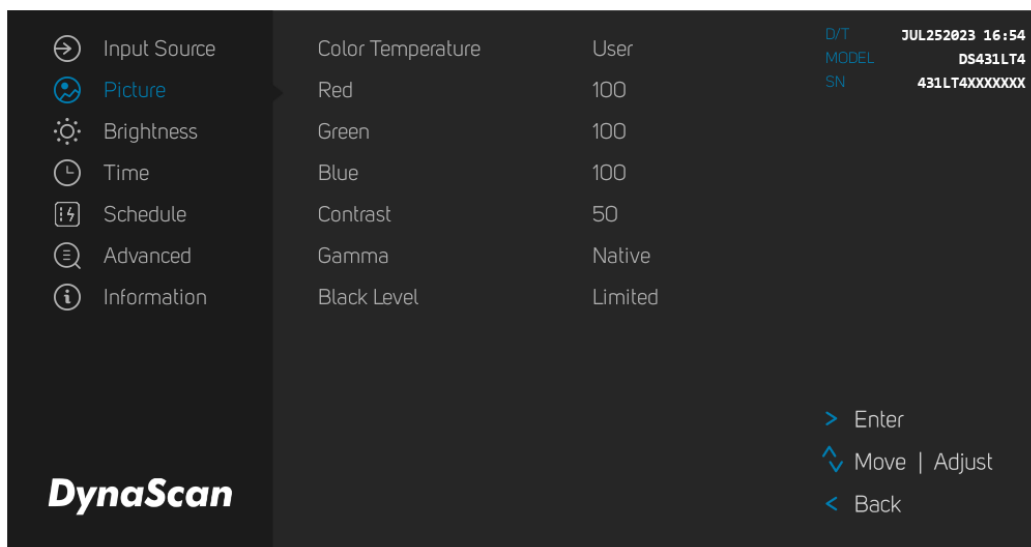 Input Source
Picture
Brightness
Time
Schedule
Advanced
Information
DynaScan
Color Temperature User
Red 100
Green 100
Blue 100
Contrast 50
Gamma Native
Black Level Limited
D/T JUL252023 16:54
MODEL DS431LT4
SN 431LT4XXXXXXX
> Enter
Move | Adjust
< Back